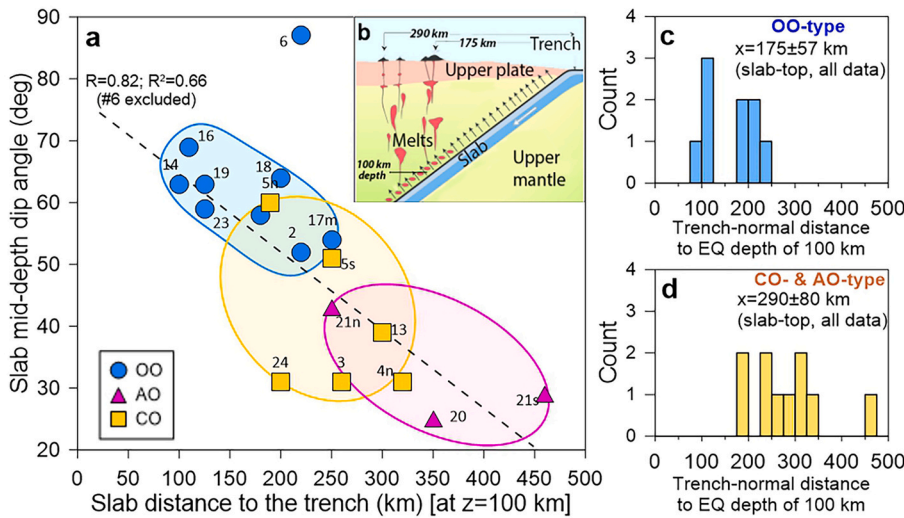 a
R=0.82; R²=0.66
(#6 excluded)
6
16
14
19
18
5n
23
2
17m
5s
21n
13
24
3
4n
20
21s
OO
AO
CO
90
80
70
60
50
40
30
20
Slab mid-depth dip angle (deg)
0 50 100 150 200 250 300 350 400 450 500
Slab distance to the trench (km) [at z=100 km]
b
290 km
175 km
Trench
Upper plate
Melts
Slab
100 km
depth
Upper
mantle
c
OO-type
x=175±57 km
(slab-top, all data)
4
3
2
1
0
Count
0 100 200 300 400 500
Trench-normal distance
to EQ depth of 100 km
d
CO- & AO-type
x=290±80 km
(slab-top, all data)
4
3
2
1
0
Count
0 100 200 300 400 500
Trench-normal distance
to EQ depth of 100 km